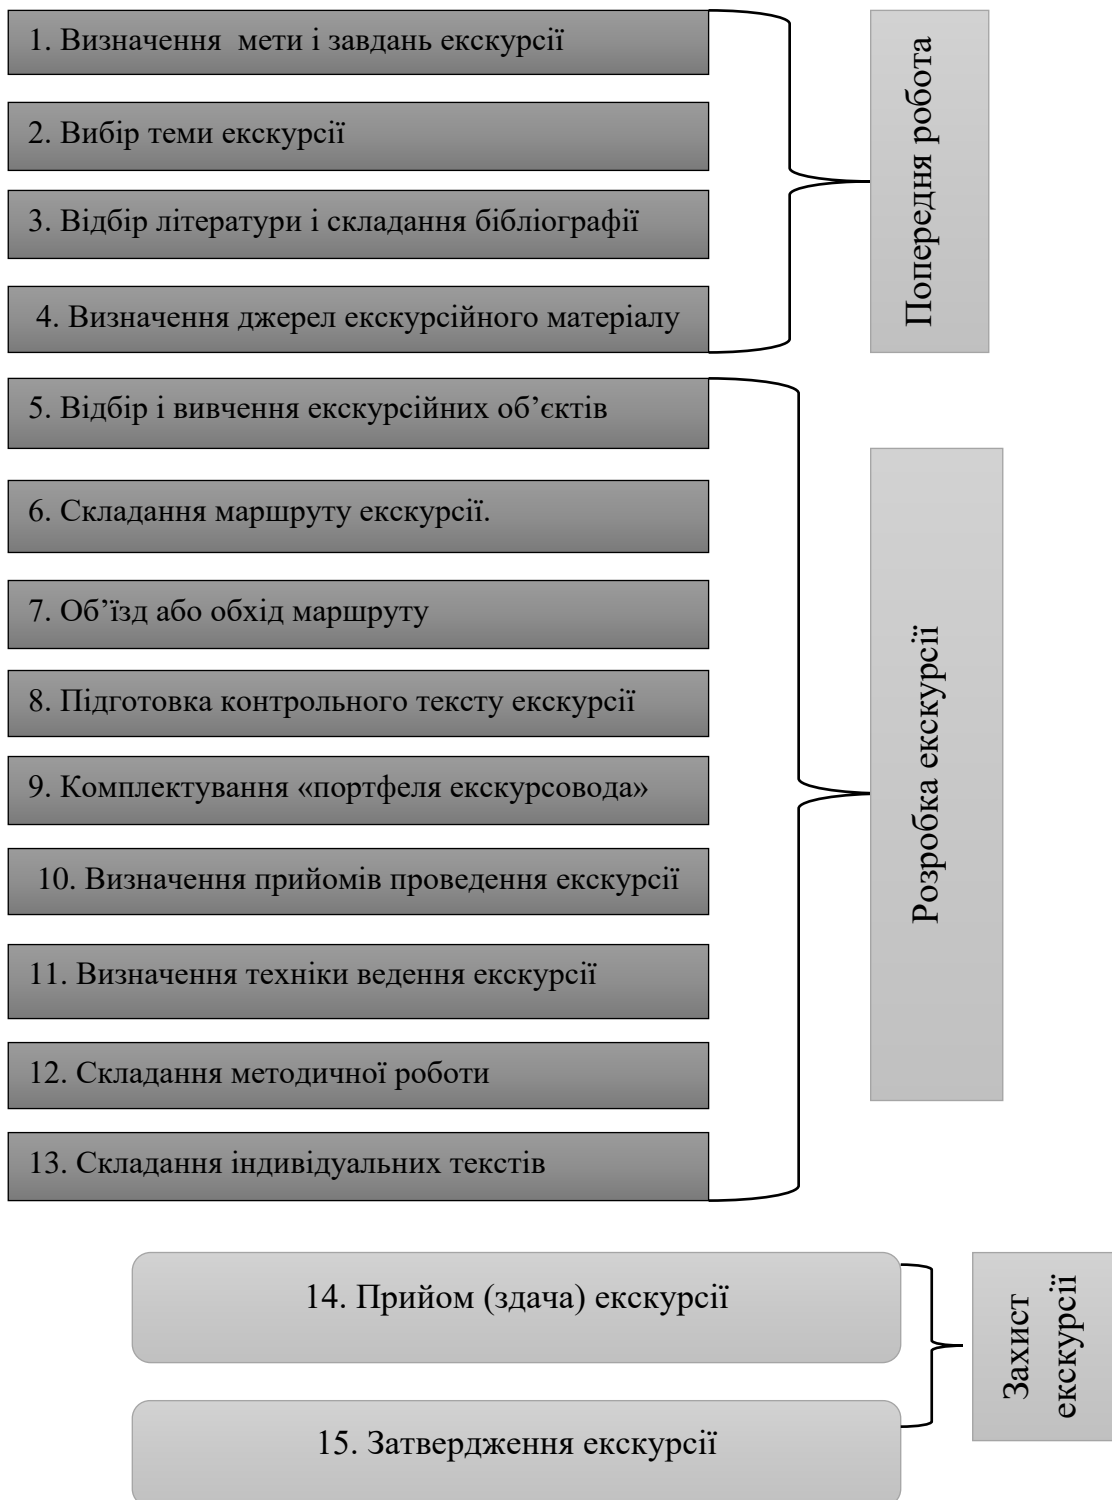 1. Визначення  мети і завдань екскурсії
2. Вибір теми екскурсії
3. Відбір літератури і складання бібліографії
4. Визначення джерел екскурсійного матеріалу
Попередня робота
5. Відбір і вивчення екскурсійних об’єктів
6. Складання маршруту екскурсії.
7. Об’їзд або обхід маршруту
8. Підготовка контрольного тексту екскурсії
9. Комплектування «портфеля екскурсовода»
10. Визначення прийомів проведення екскурсії
11. Визначення техніки ведення екскурсії
12. Складання методичної роботи
13. Складання індивідуальних текстів
Розробка екскурсії
14. Прийом (здача) екскурсії
15. Затвердження екскурсії
Захист
екскурсії